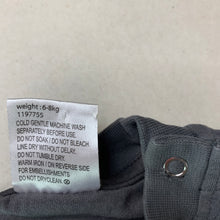 weight : 6-8kg
1197755
COLD GENTLE MACHINE WASH
SEPARATELY BEFORE USE.
DO NOT SOAK / DO NOT BLEACH
LINE DRY WITHOUT DELAY.
DO NOT TUMBLE DRY.
WARM IRON / ON REVERSE SIDE
FOR EMBELLISHMENTS
DO NOT DRYCLEAN